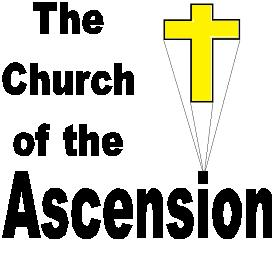 The
Church
of the
Ascension